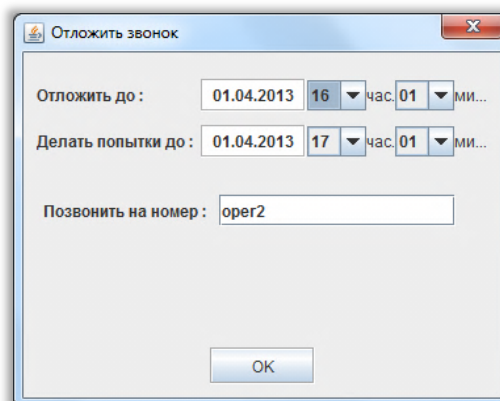 Отложить звонок
Отложить до : 01.04.2013 16 час. 01 ми...
Делать попытки до : 01.04.2013 17 час. 01 ми...
Позвонить на номер : oper2
OK